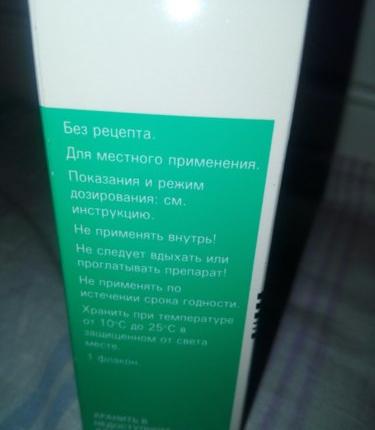 Без рецепта.
Для местного применения.
Показания и режим
дозирования: см.
инструкцию.
Не применять внутрь!
Не следует вдыхать или
проглатывать препарат!
Не применять по
истечении срока годности.
Хранить при температуре
от 10°С до 25°С в
защищенном от света
месте.
1 флакон.
ХРАНИТЬ В
НЕДОСТУПНОМ